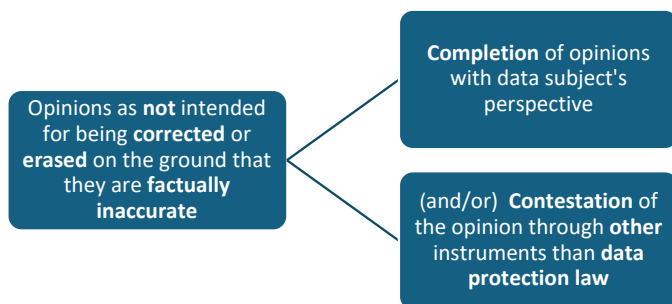 Opinions as not intended
for being corrected or
erased on the ground that
they are factually
inaccurate
Completion of opinions
with data subject's
perspective
(and/or) Contestation of
the opinion through other
instruments than data
protection law